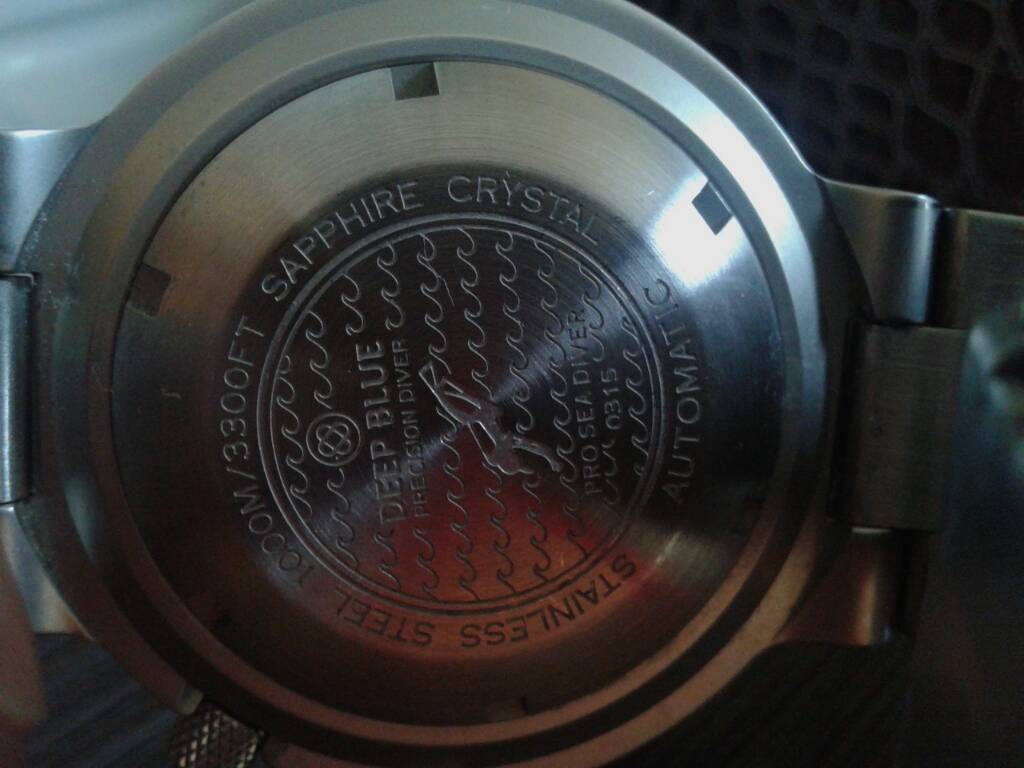 1000M/3300FT SAPPHIRE CRYSTAL AUTOMATIC STAINLESS STEEL
DEEP BLUE
PRECISION DIVER
PRO SEA DIVER
0315